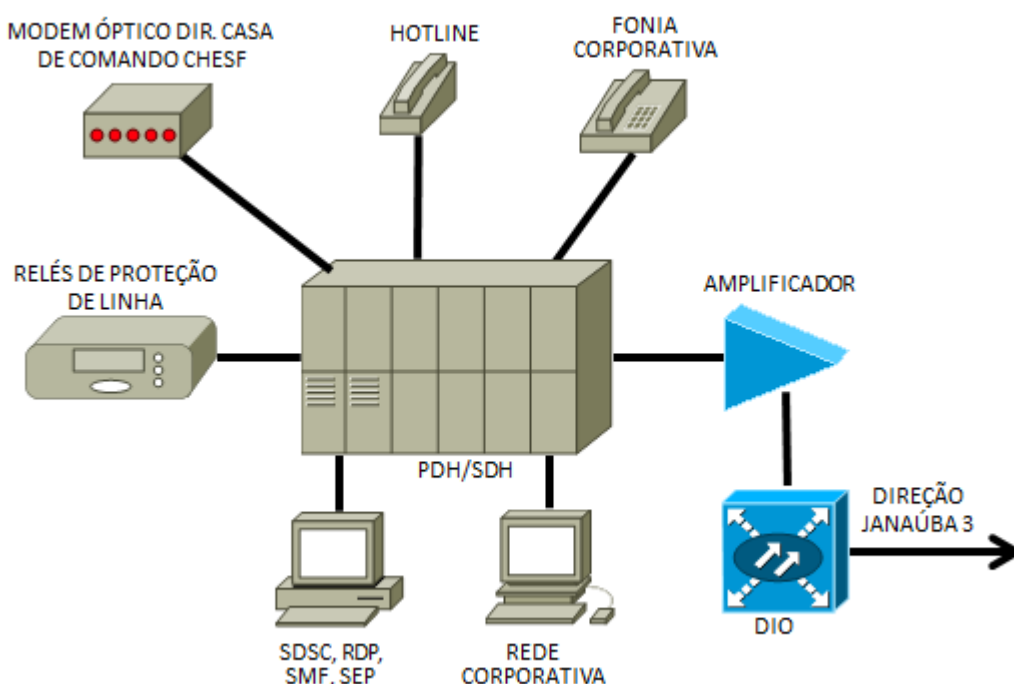 MODEM ÓPTICO DIR. CASA
DE COMANDO CHESF
HOTLINE
FONIA
CORPORATIVA
RELÉS DE PROTEÇÃO
DE LINHA
AMPLIFICADOR
PDH/SDH
DIREÇÃO
JANAÚBA 3
DIO
SDSC, RDP,
SMF, SEP
REDE
CORPORATIVA